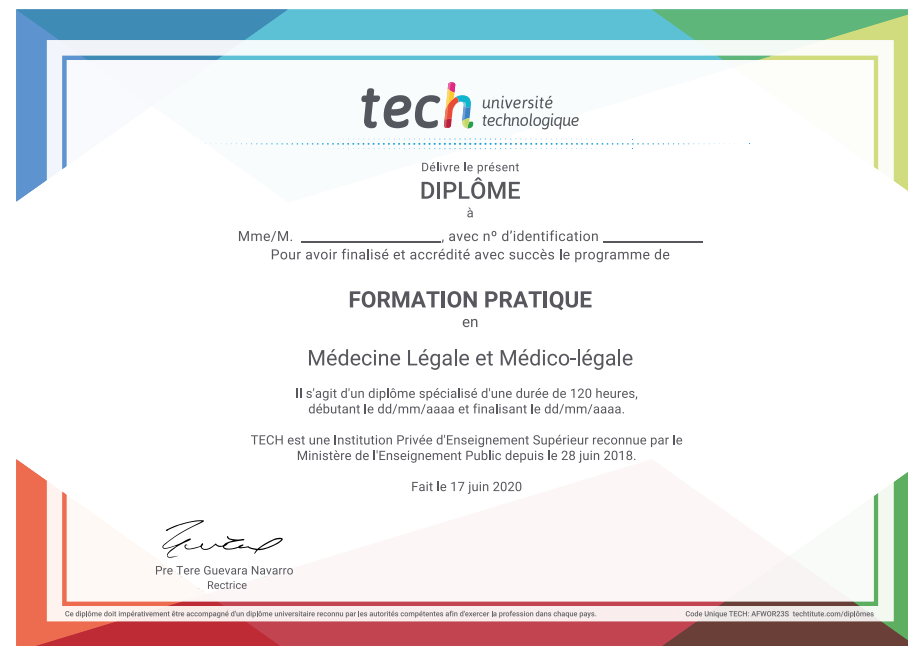 tech université
technologique
Délivre le présent
DIPLÔME
à
Mme/M. ____________________, avec nº d'identification ______________
Pour avoir finalisé et accrédité avec succès le programme de
FORMATION PRATIQUE
en
Médecine Légale et Médico-légale
Il s'agit d'un diplôme spécialisé d'une durée de 120 heures,
débutant le dd/mm/aaaa et finalisant le dd/mm/aaaa.
TECH est une Institution Privée d'Enseignement Supérieur reconnue par le
Ministère de l'Enseignement Public depuis le 28 juin 2018.
Fait le 17 juin 2020
Pre Tere Guevara Navarro
Rectrice
Ce diplôme doit impérativement être accompagné d'un diplôme universitaire reconnu par les autorités compétentes afin d'exercer la profession dans chaque pays.
Code Unique TECH: AFWOR23S techtitute.com/diplômes